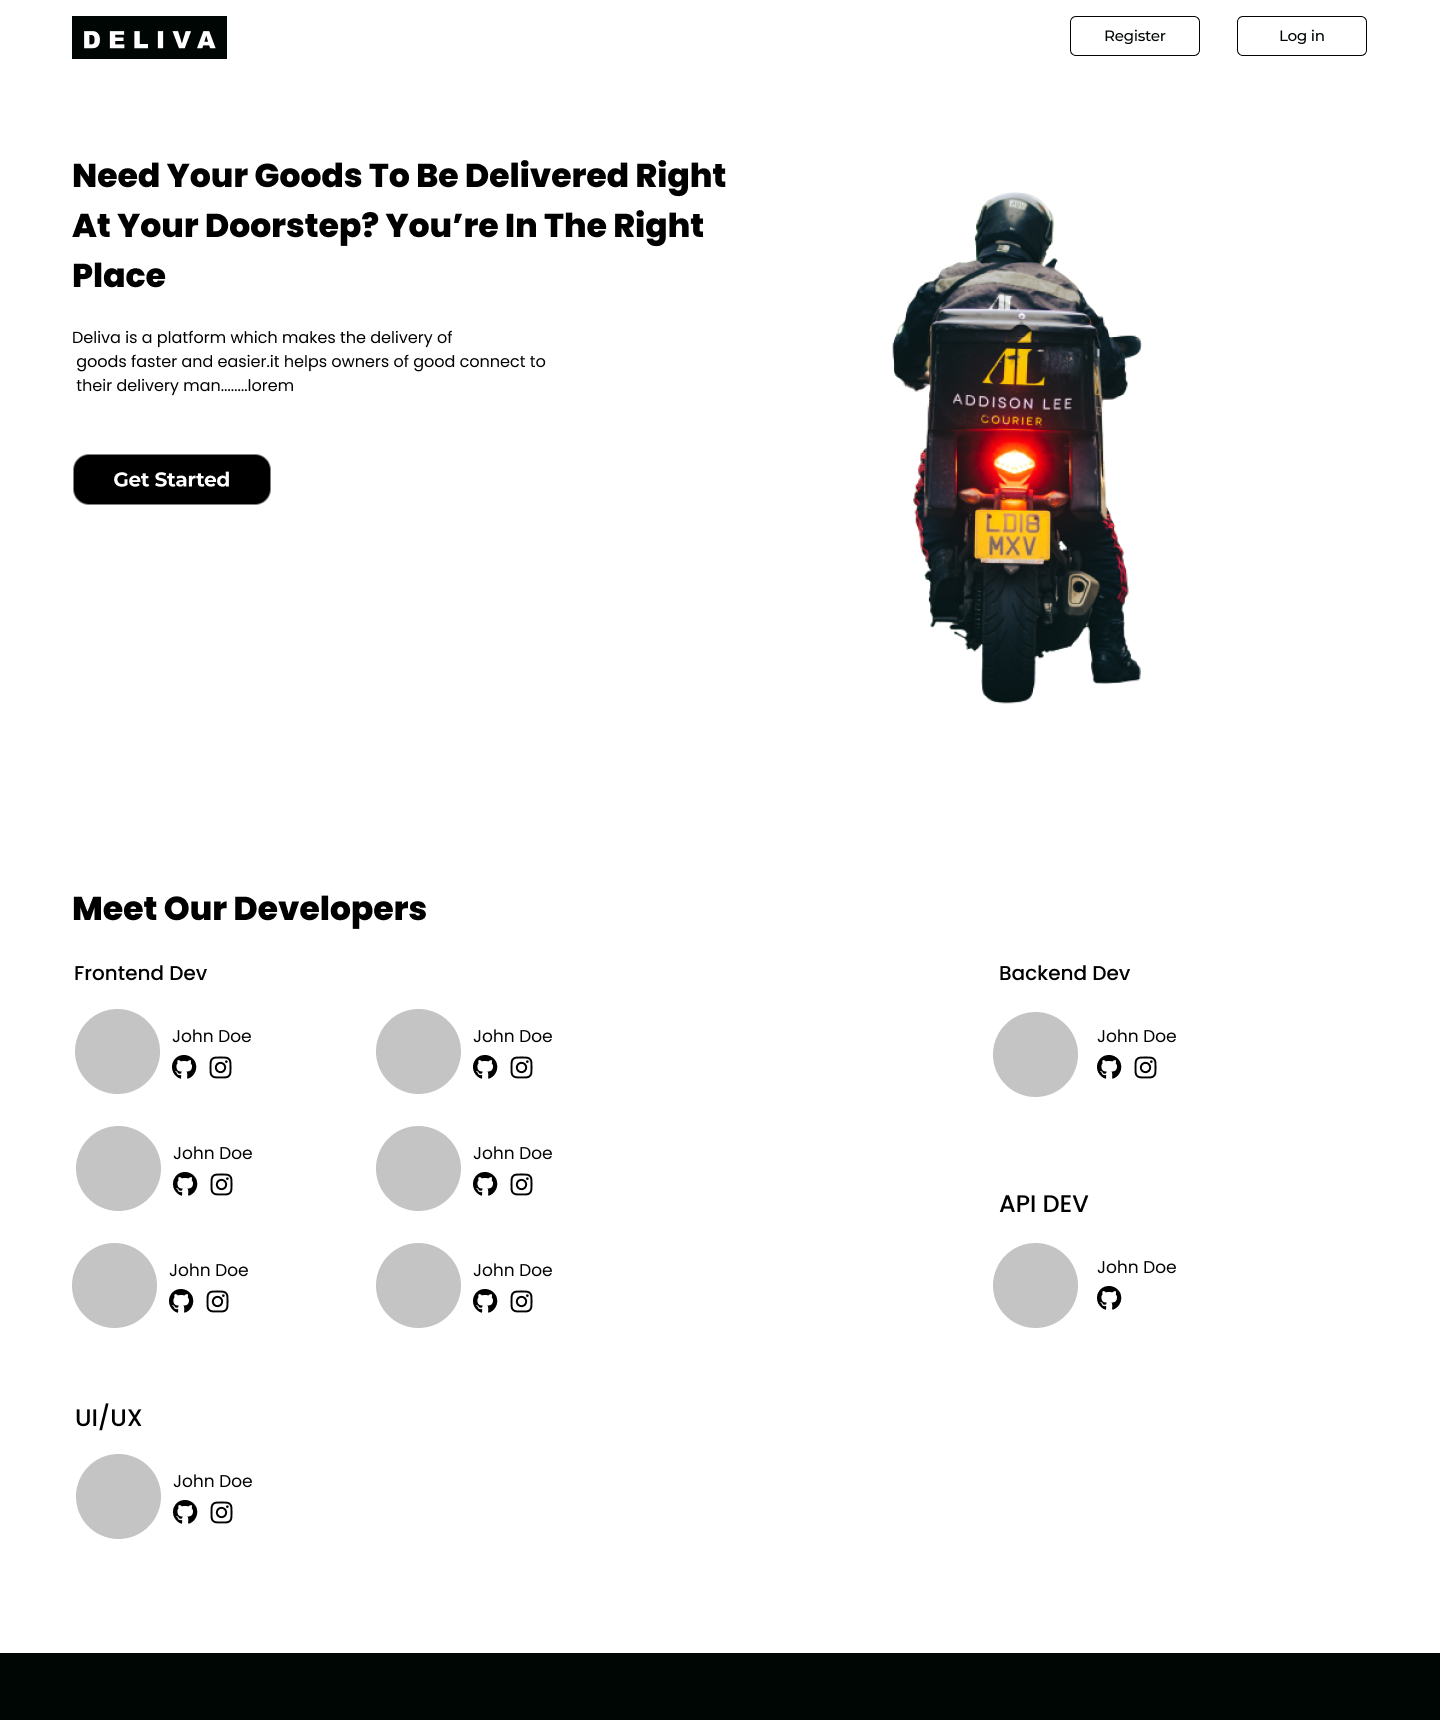 DELIVA
Register
Log in
Need Your Goods To Be Delivered Right
At Your Doorstep? You’re In The Right
Place
Deliva is a platform which makes the delivery of
goods faster and easier.it helps owners of good connect to
their delivery man........lorem
Get Started
AL
ADDISON LEE
COURIER
LD18
MXV
Meet Our Developers
Frontend Dev
Backend Dev
John Doe
John Doe
John Doe
John Doe
John Doe
API DEV
John Doe
John Doe
John Doe
UI/UX
John Doe